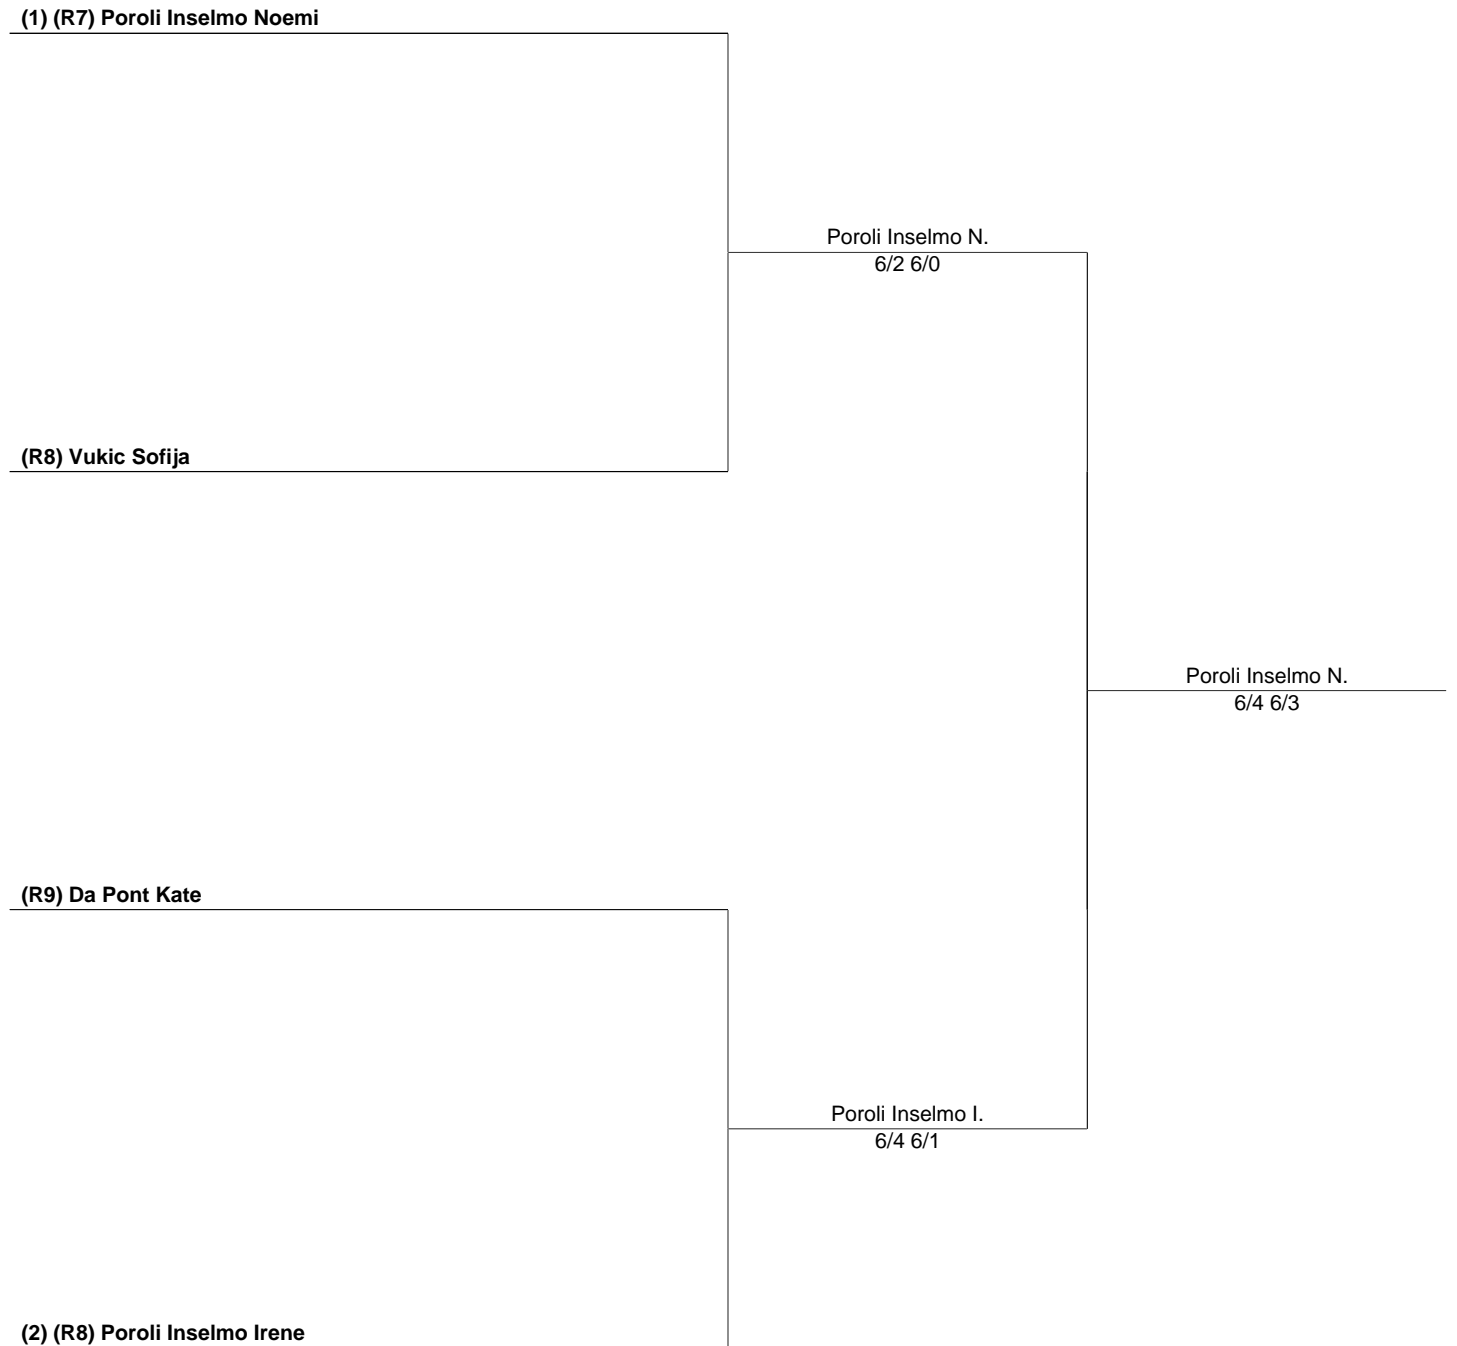 (1) (R7) Poroli Inselmo Noemi
Poroli Inselmo N.
6/2 6/0
(R8) Vukic Sofija
Poroli Inselmo N.
6/4 6/3
(R9) Da Pont Kate
Poroli Inselmo I.
6/4 6/1
(2) (R8) Poroli Inselmo Irene